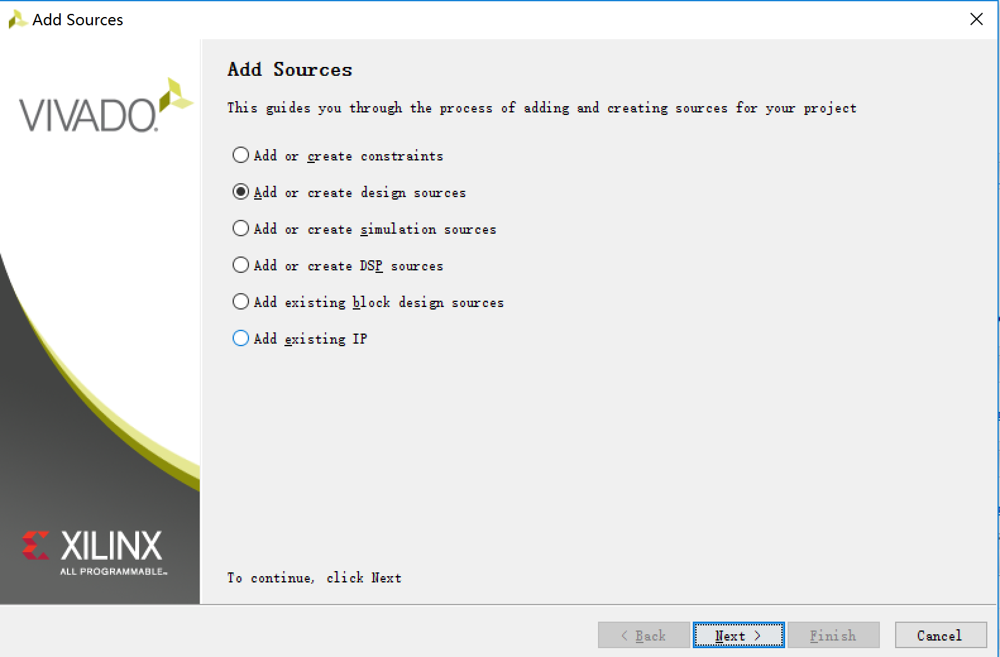 Add Sources
VIVADO.
Add Sources
This guides you through the process of adding and creating sources for your project
Add or create constraints
Add or create design sources
Add or create simulation sources
Add or create DSP sources
Add existing block design sources
Add existing IP
XILINX
ALL PROGRAMMABLE™
To continue, click Next
< Back
Next >
Finish
Cancel